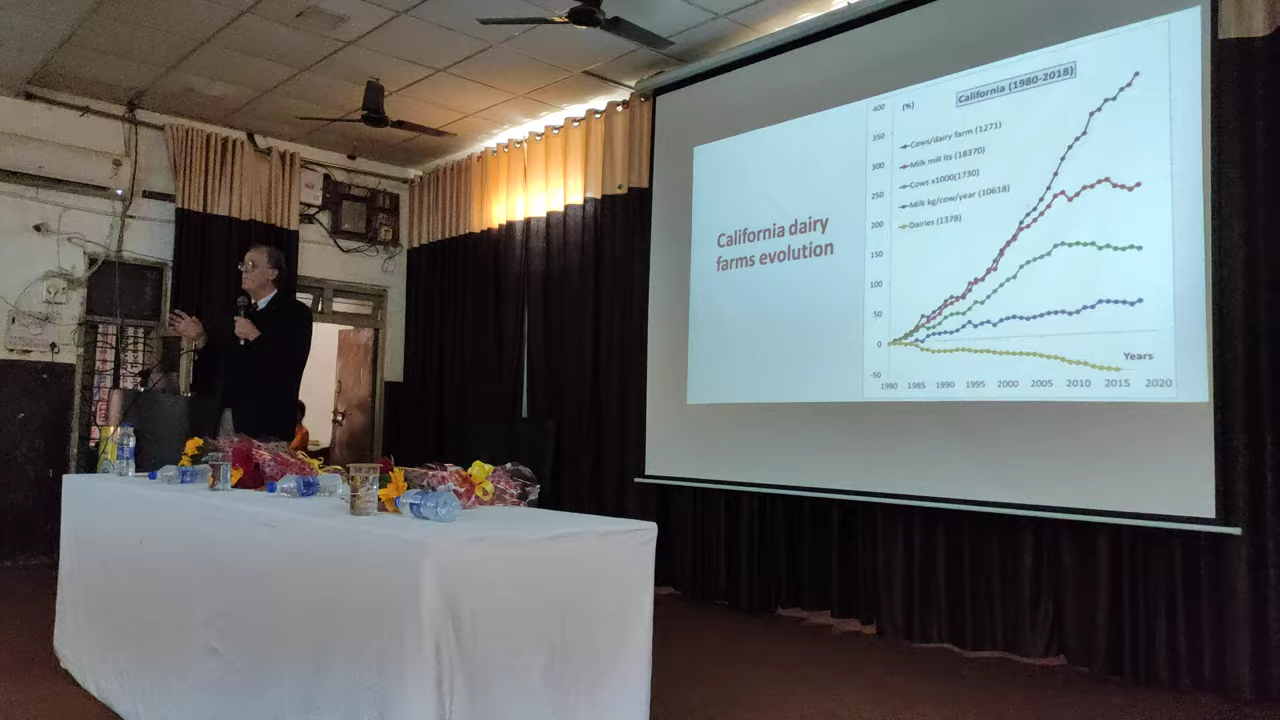 California dairy
farms evolution
California (1980-2018)
(%)
400
350
300
250
200
150
100
50
0
-50
Cows/dairy farm (1271)
Milk mill lts (18370)
Cows x1000(1730)
Milk kg/cow/year (10618)
Dairies (1378)
Years
1980 1985 1990 1995 2000 2005 2010 2015 2020